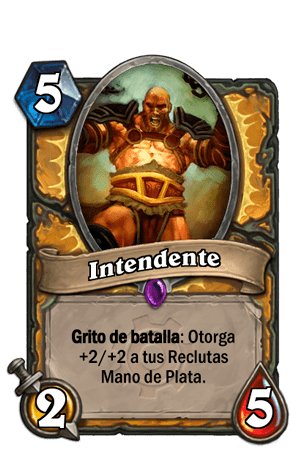 5
Intendente
Grito de batalla: Otorga
+2/+2 a tus Reclutas
Mano de Plata.
2
5